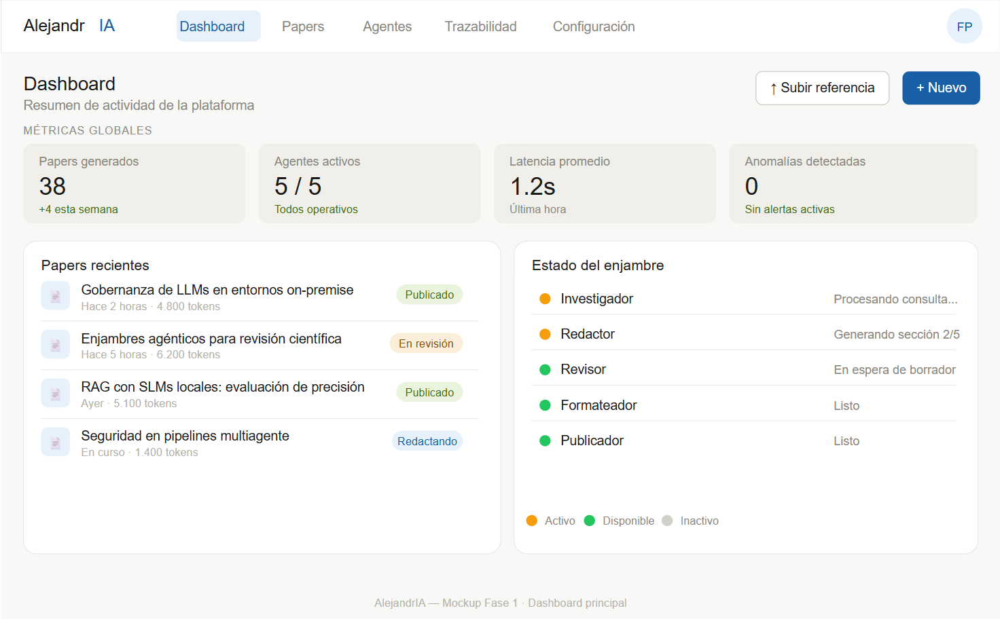 Alejandr IA
Dashboard Papers Agentes Trazabilidad Configuración
FP
Dashboard
Resumen de actividad de la plataforma
↑ Subir referencia
+ Nuevo
MÉTRICAS GLOBALES
Papers generados
38
+4 esta semana
Agentes activos
5 / 5
Todos operativos
Latencia promedio
1.2s
Última hora
Anomalías detectadas
0
Sin alertas activas
Papers recientes
Gobernanza de LLMs en entornos on-premise
Hace 2 horas · 4.800 tokens
Publicado
Enjambres agénticos para revisión científica
Hace 5 horas · 6.200 tokens
En revisión
RAG con SLMs locales: evaluación de precisión
Ayer · 5.100 tokens
Publicado
Seguridad en pipelines multiagente
En curso · 1.400 tokens
Redactando
Estado del enjambre
Investigador Procesando consulta...
Redactor Generando sección 2/5
Revisor En espera de borrador
Formateador Listo
Publicador Listo
Activo Disponible Inactivo
AlejandrIA — Mockup Fase 1 · Dashboard principal